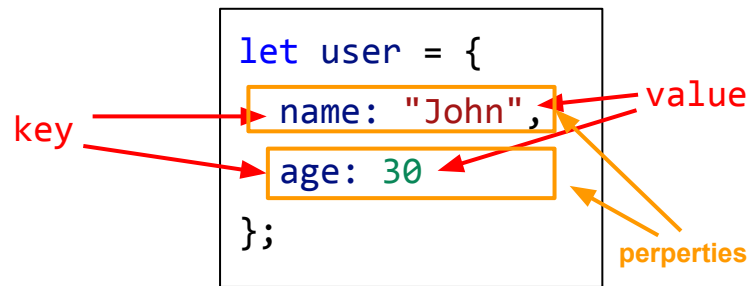 let user = {
name: "John",
value
key
age: 30
};
perperties